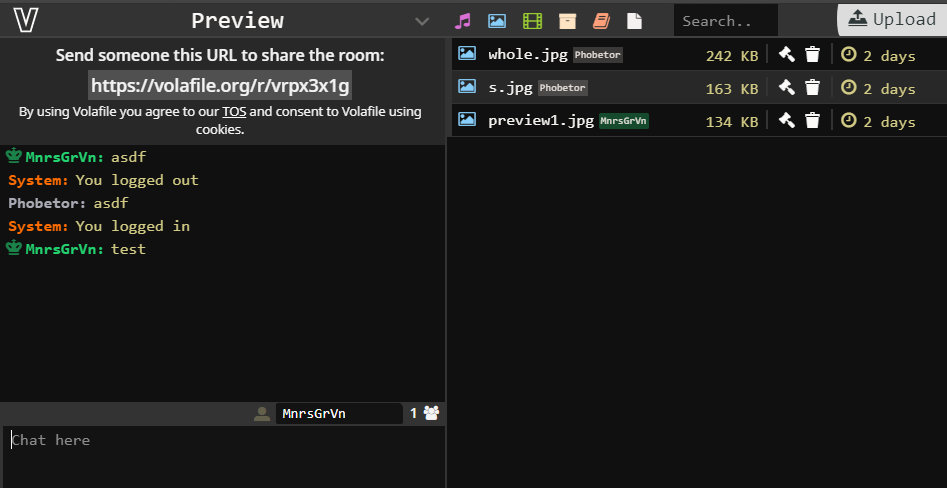 V Preview
Send someone this URL to share the room:
https://volafile.org/r/vrpx3x1g
By using Volafile you agree to our TOS and consent to Volafile using
cookies.
MnrsGrVn: asdf
System: You logged out
Phobetor: asdf
System: You logged in
MnrsGrVn: test
MnrsGrVn 1
Chat here
Search.. Upload
whole.jpg Phobetor 242 KB 2 days
s.jpg Phobetor 163 KB 2 days
preview1.jpg MnrsGrVn 134 KB 2 days